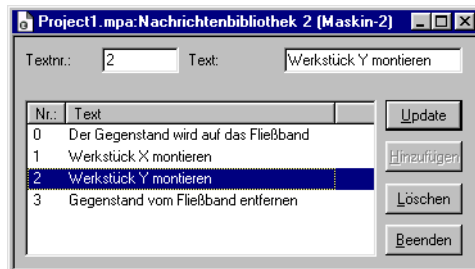 Project1.mpa:Nachrichtenbibliothek 2 (Maskin-2)
Textnr.: 2 Text: Werkstück Y montieren
Nr.: Text
0 Der Gegenstand wird auf das Fließband
1 Werkstück X montieren
2 Werkstück Y montieren
3 Gegenstand vom Fließband entfernen
Update
Hinzufügen
Löschen
Beenden